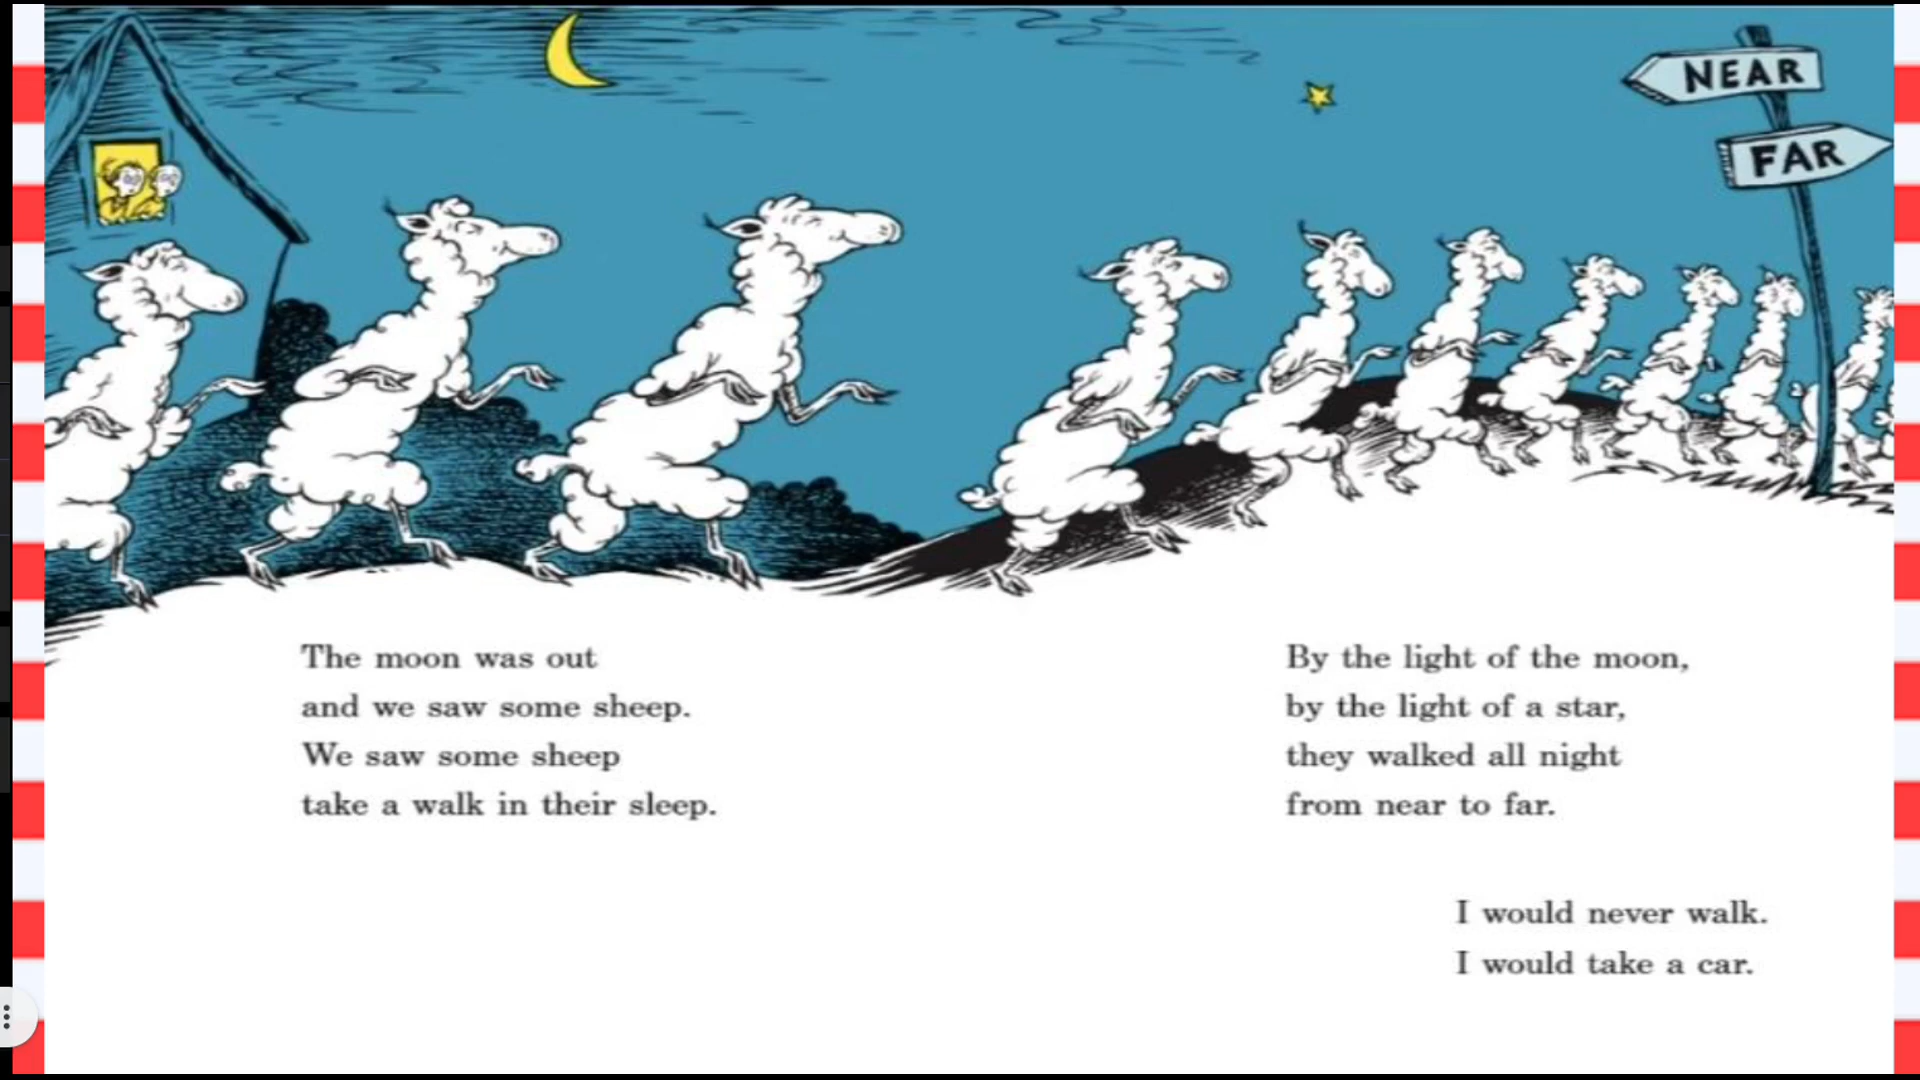 NEAR
FAR
The moon was out
and we saw some sheep.
We saw some sheep
take a walk in their sleep.
By the light of the moon,
by the light of a star,
they walked all night
from near to far.
I would never walk.
I would take a car.